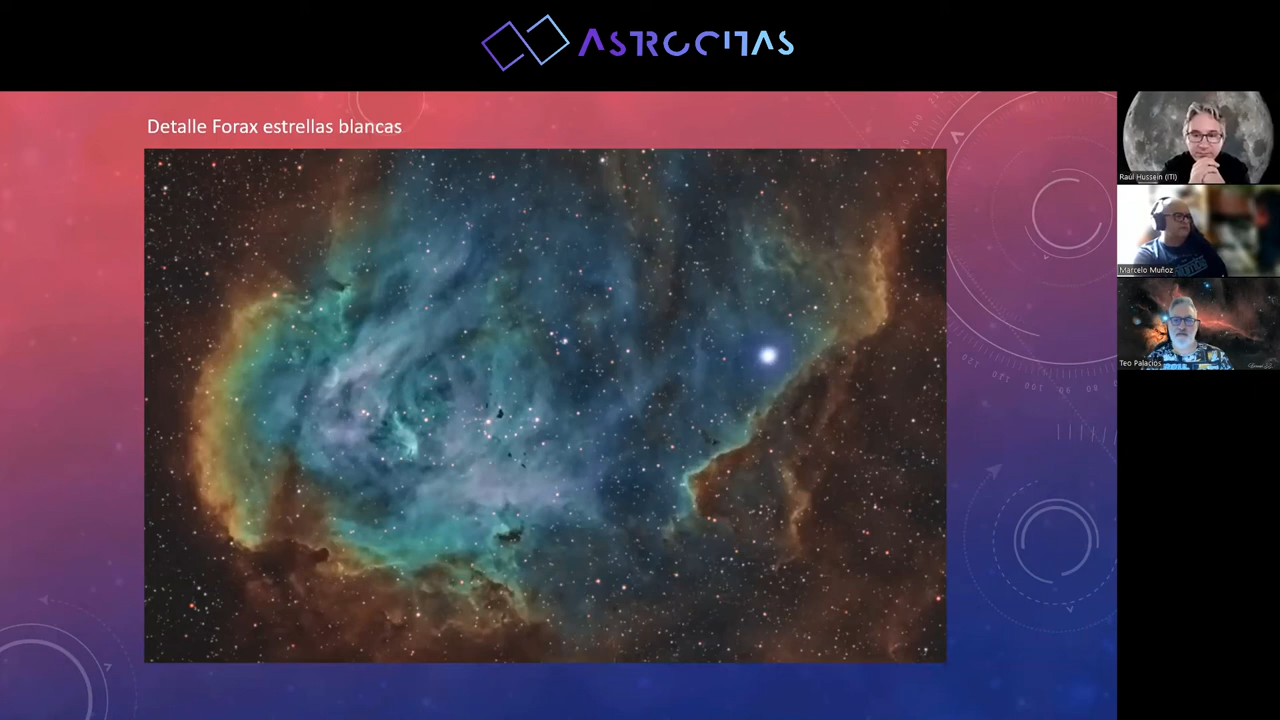 ASTROCITAS
Detalle Forax estrellas blancas
Raúl Hussein (ITI)
Marcelo Muñoz
Teo Palacios